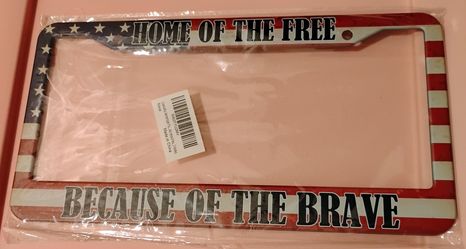 HOME OF THE FREE
BECAUSE OF THE BRAVE